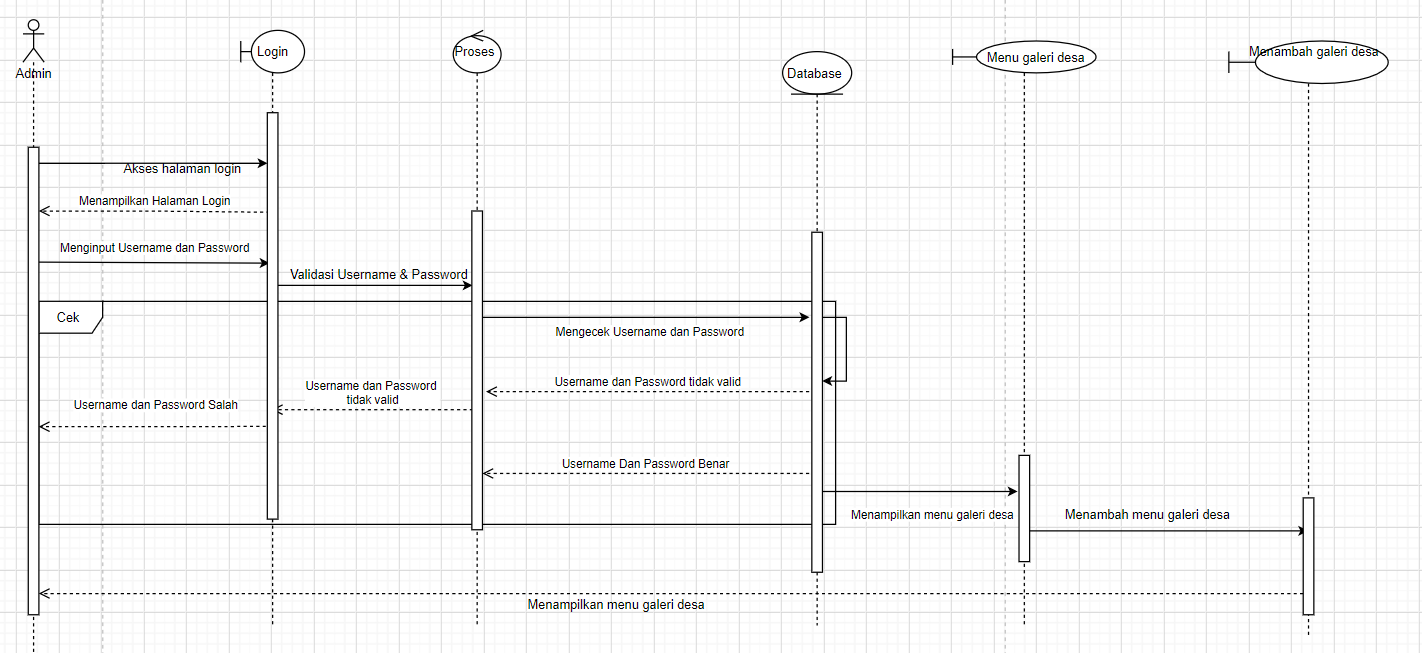 Admin
Login
Proses
Database
Menu galeri desa
Menambah galeri desa
Akses halaman login
Menampilkan Halaman Login
Menginput Username dan Password
Validasi Username & Password
Cek
Mengecek Username dan Password
Username dan Password tidak valid
Username dan Password
tidak valid
Username dan Password Salah
Username Dan Password Benar
Menampilkan menu galeri desa
Menambah menu galeri desa
Menampilkan menu galeri desa